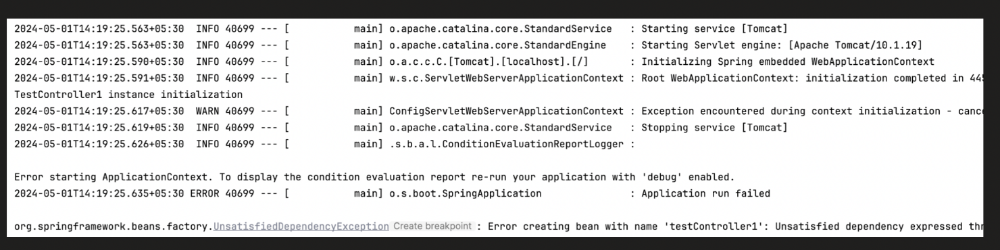 2024-05-01T14:19:25.563+05:30  INFO 40699 --- [           main] o.apache.catalina.core.StandardService   : Starting service [Tomcat]
2024-05-01T14:19:25.563+05:30  INFO 40699 --- [           main] o.apache.catalina.core.StandardEngine    : Starting Servlet engine: [Apache Tomcat/10.1.19]
2024-05-01T14:19:25.590+05:30  INFO 40699 --- [           main] o.a.c.c.C.[Tomcat].[localhost].[/]       : Initializing Spring embedded WebApplicationContext
2024-05-01T14:19:25.591+05:30  INFO 40699 --- [           main] w.s.c.ServletWebServerApplicationContext : Root WebApplicationContext: initialization completed in
TestController1 instance initialization
2024-05-01T14:19:25.617+05:30  WARN 40699 --- [           main] ConfigServletWebServerApplicationContext : Exception encountered during context initialization -
2024-05-01T14:19:25.619+05:30  INFO 40699 --- [           main] o.apache.catalina.core.StandardService   : Stopping service [Tomcat]
2024-05-01T14:19:25.626+05:30  INFO 40699 --- [           main] .s.b.a.l.ConditionEvaluationReportLogger :
Error starting ApplicationContext. To display the condition evaluation report re-run your application with 'debug' enabled.
2024-05-01T14:19:25.635+05:30 ERROR 40699 --- [           main] o.s.boot.SpringApplication               : Application run failed
org.springframework.beans.factory.UnsatisfiedDependencyException Create breakpoint : Error creating bean with name 'testController1': Unsatisfied dependency expressed